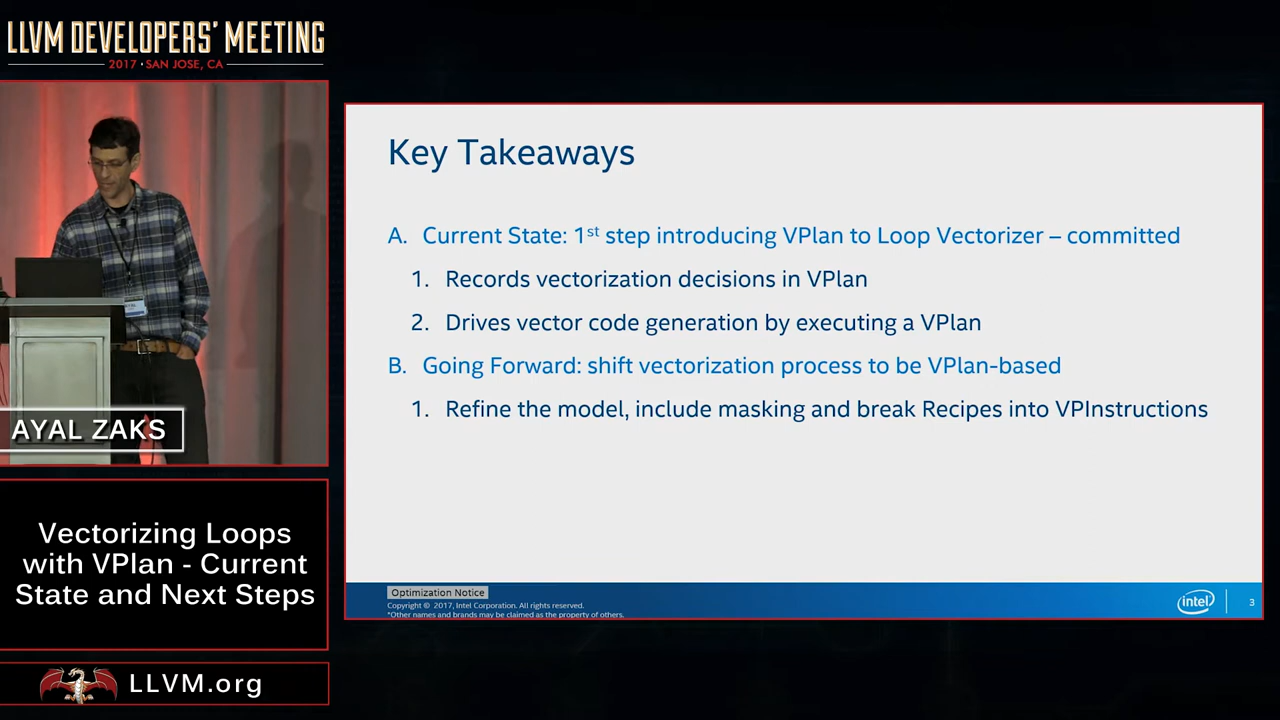 LLVM DEVELOPERS' MEETING
2017 · SAN JOSE, CA
AYAL ZAKS
Vectorizing Loops
with VPlan - Current
State and Next Steps
LLVM.org
Key Takeaways
A. Current State: 1st step introducing VPlan to Loop Vectorizer – committed
1. Records vectorization decisions in VPlan
2. Drives vector code generation by executing a VPlan
B. Going Forward: shift vectorization process to be VPlan-based
1. Refine the model, include masking and break Recipes into VPInstructions
Optimization Notice
Copyright © 2017, Intel Corporation. All rights reserved.
*Other names and brands may be claimed as the property of others.
intel
3